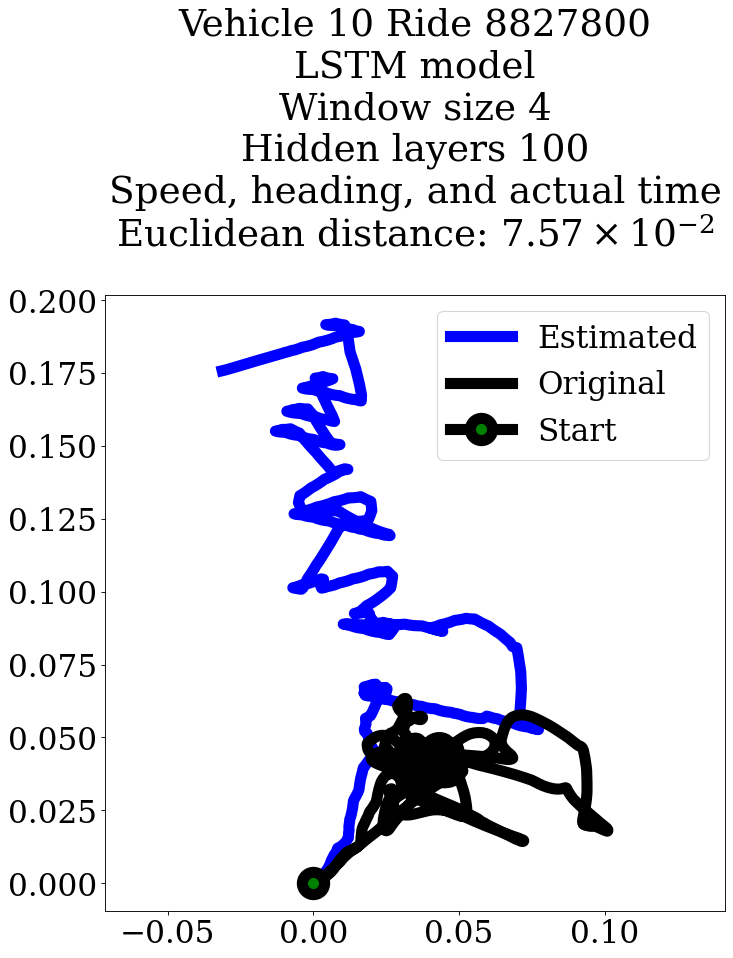 Vehicle 10 Ride 8827800
LSTM model
Window size 4
Hidden layers 100
Speed, heading, and actual time
Euclidean distance: 7.57 × 10⁻²
0.200
0.175
0.150
0.125
0.100
0.075
0.050
0.025
0.000
Estimated
Original
Start
−0.05 0.00 0.05 0.10